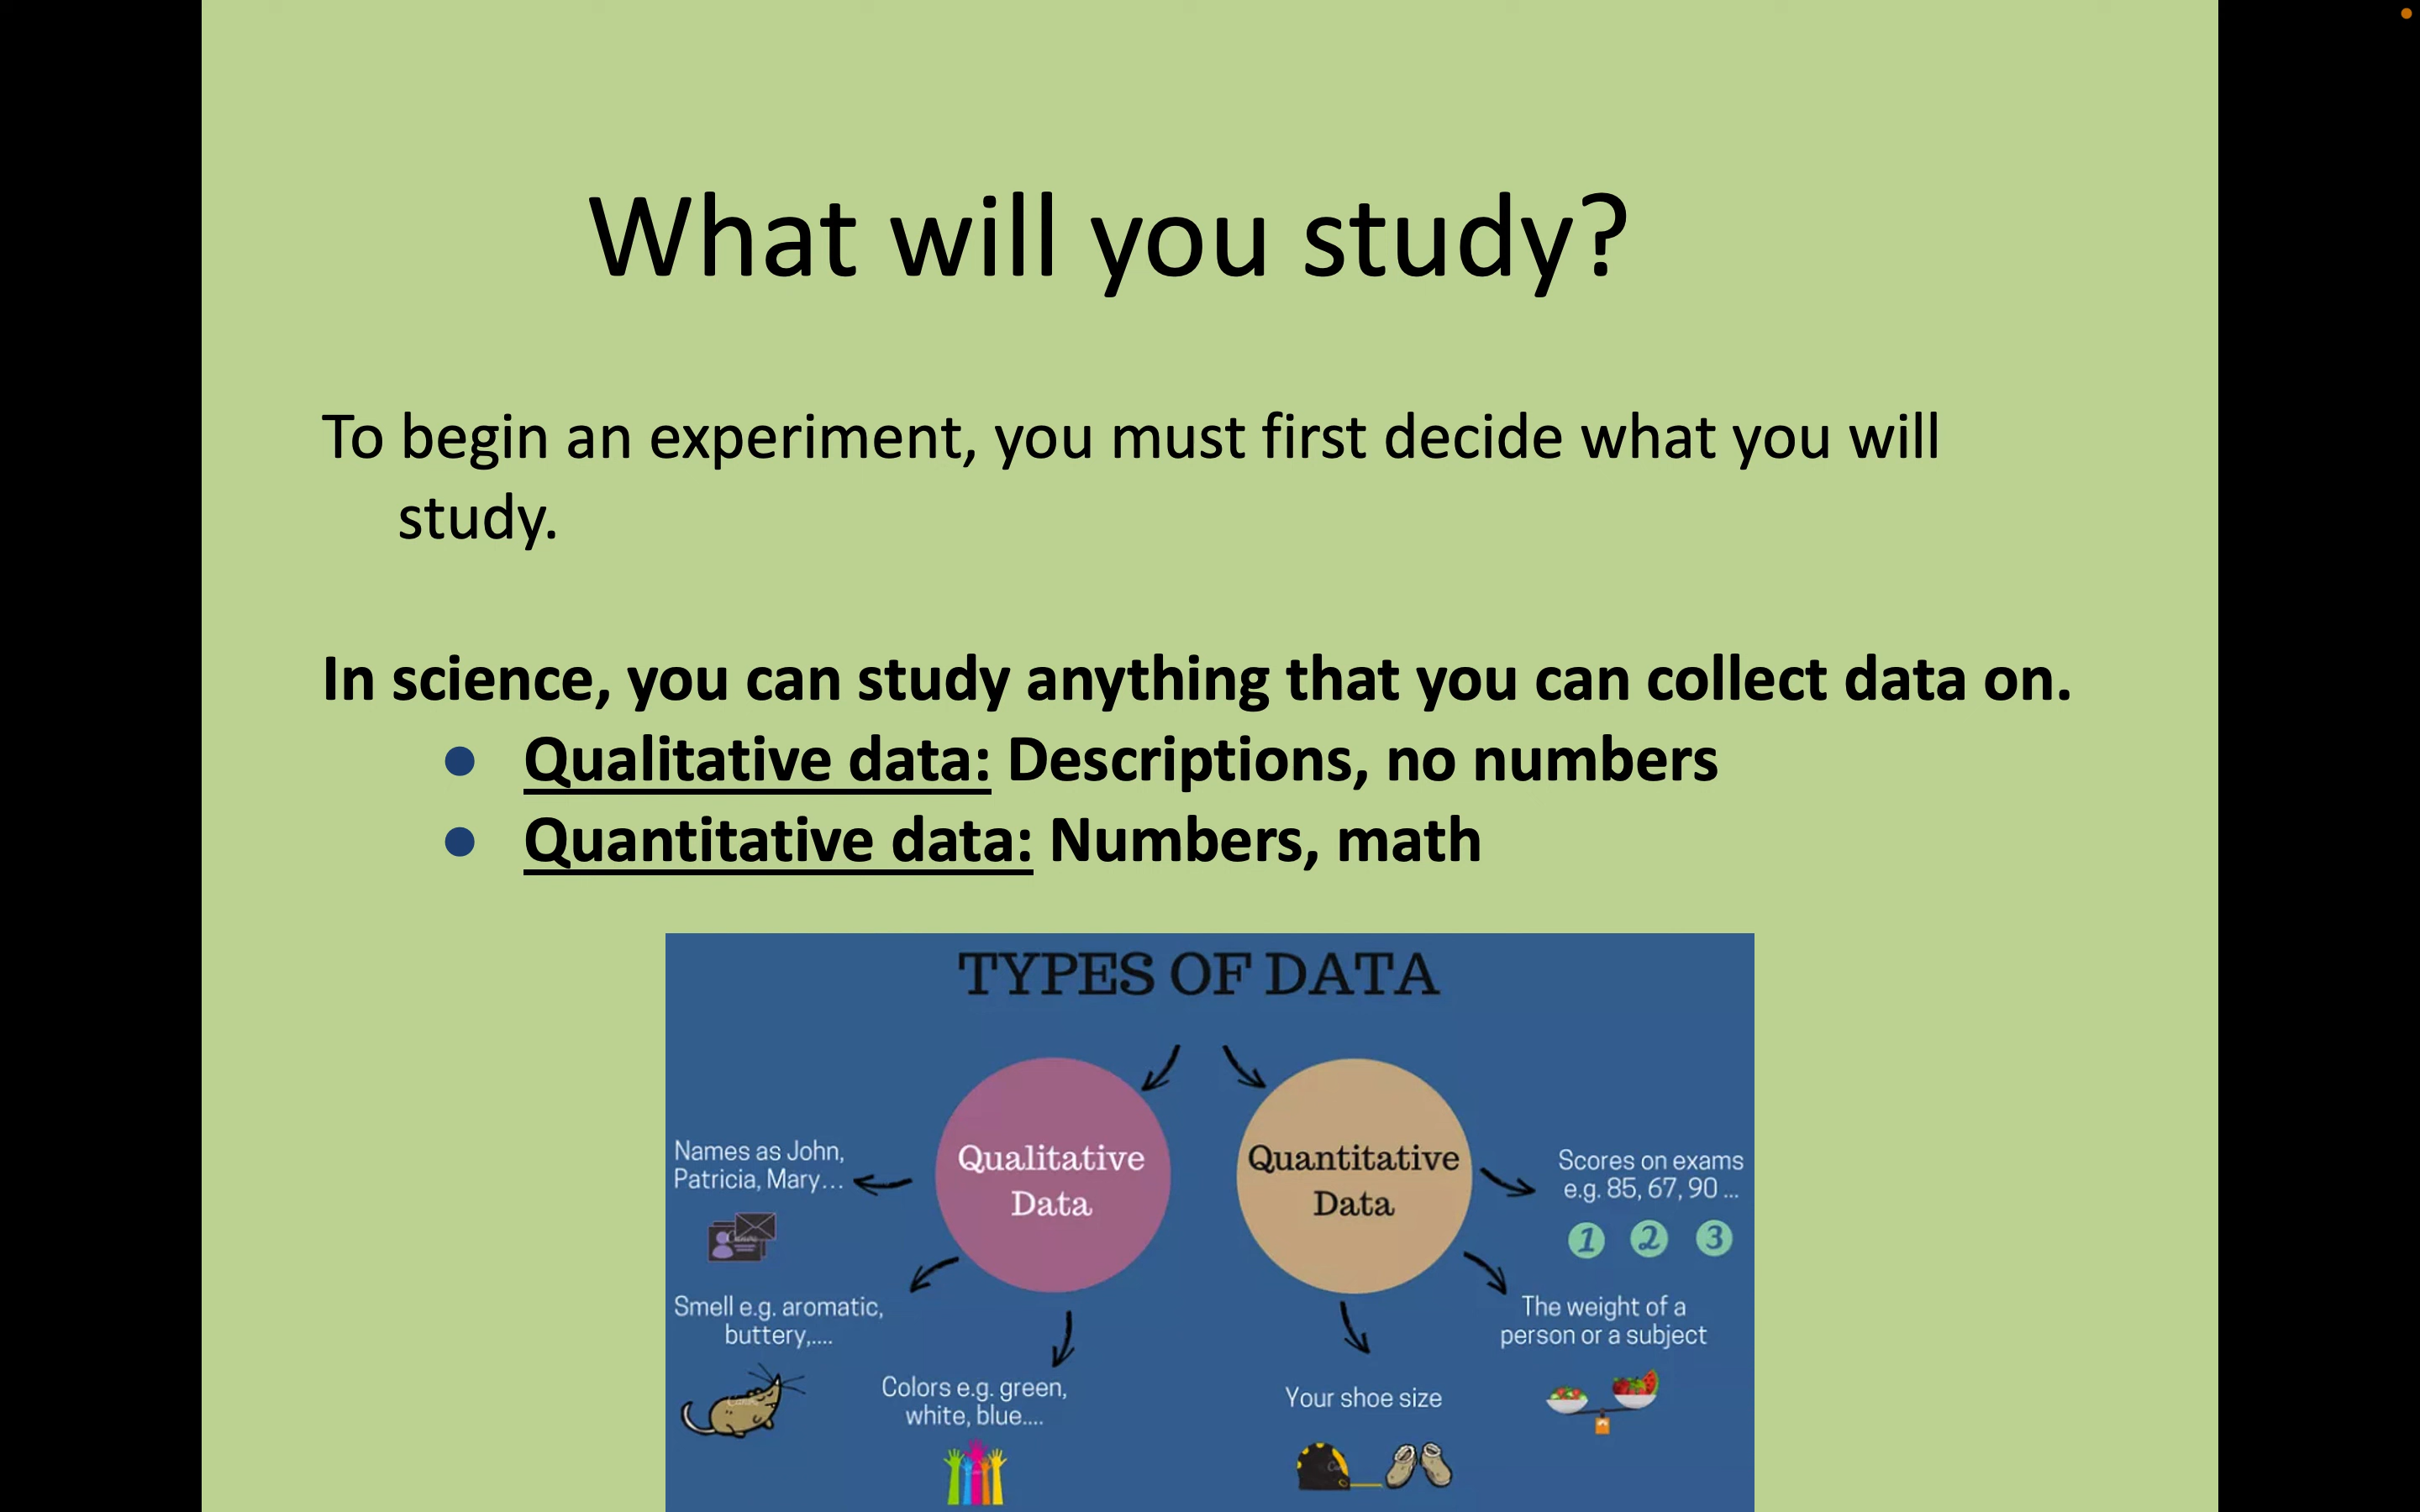 What will you study?
To begin an experiment, you must first decide what you will
study.
In science, you can study anything that you can collect data on.
● Qualitative data: Descriptions, no numbers
● Quantitative data: Numbers, math
TYPES OF DATA
Qualitative
Data
Names as John,
Patricia, Mary...
Smell e.g. aromatic,
buttery,....
Colors e.g. green,
white, blue....
Quantitative
Data
Scores on exams
e.g. 85, 67, 90 ...
1 2 3
The weight of a
person or a subject
Your shoe size